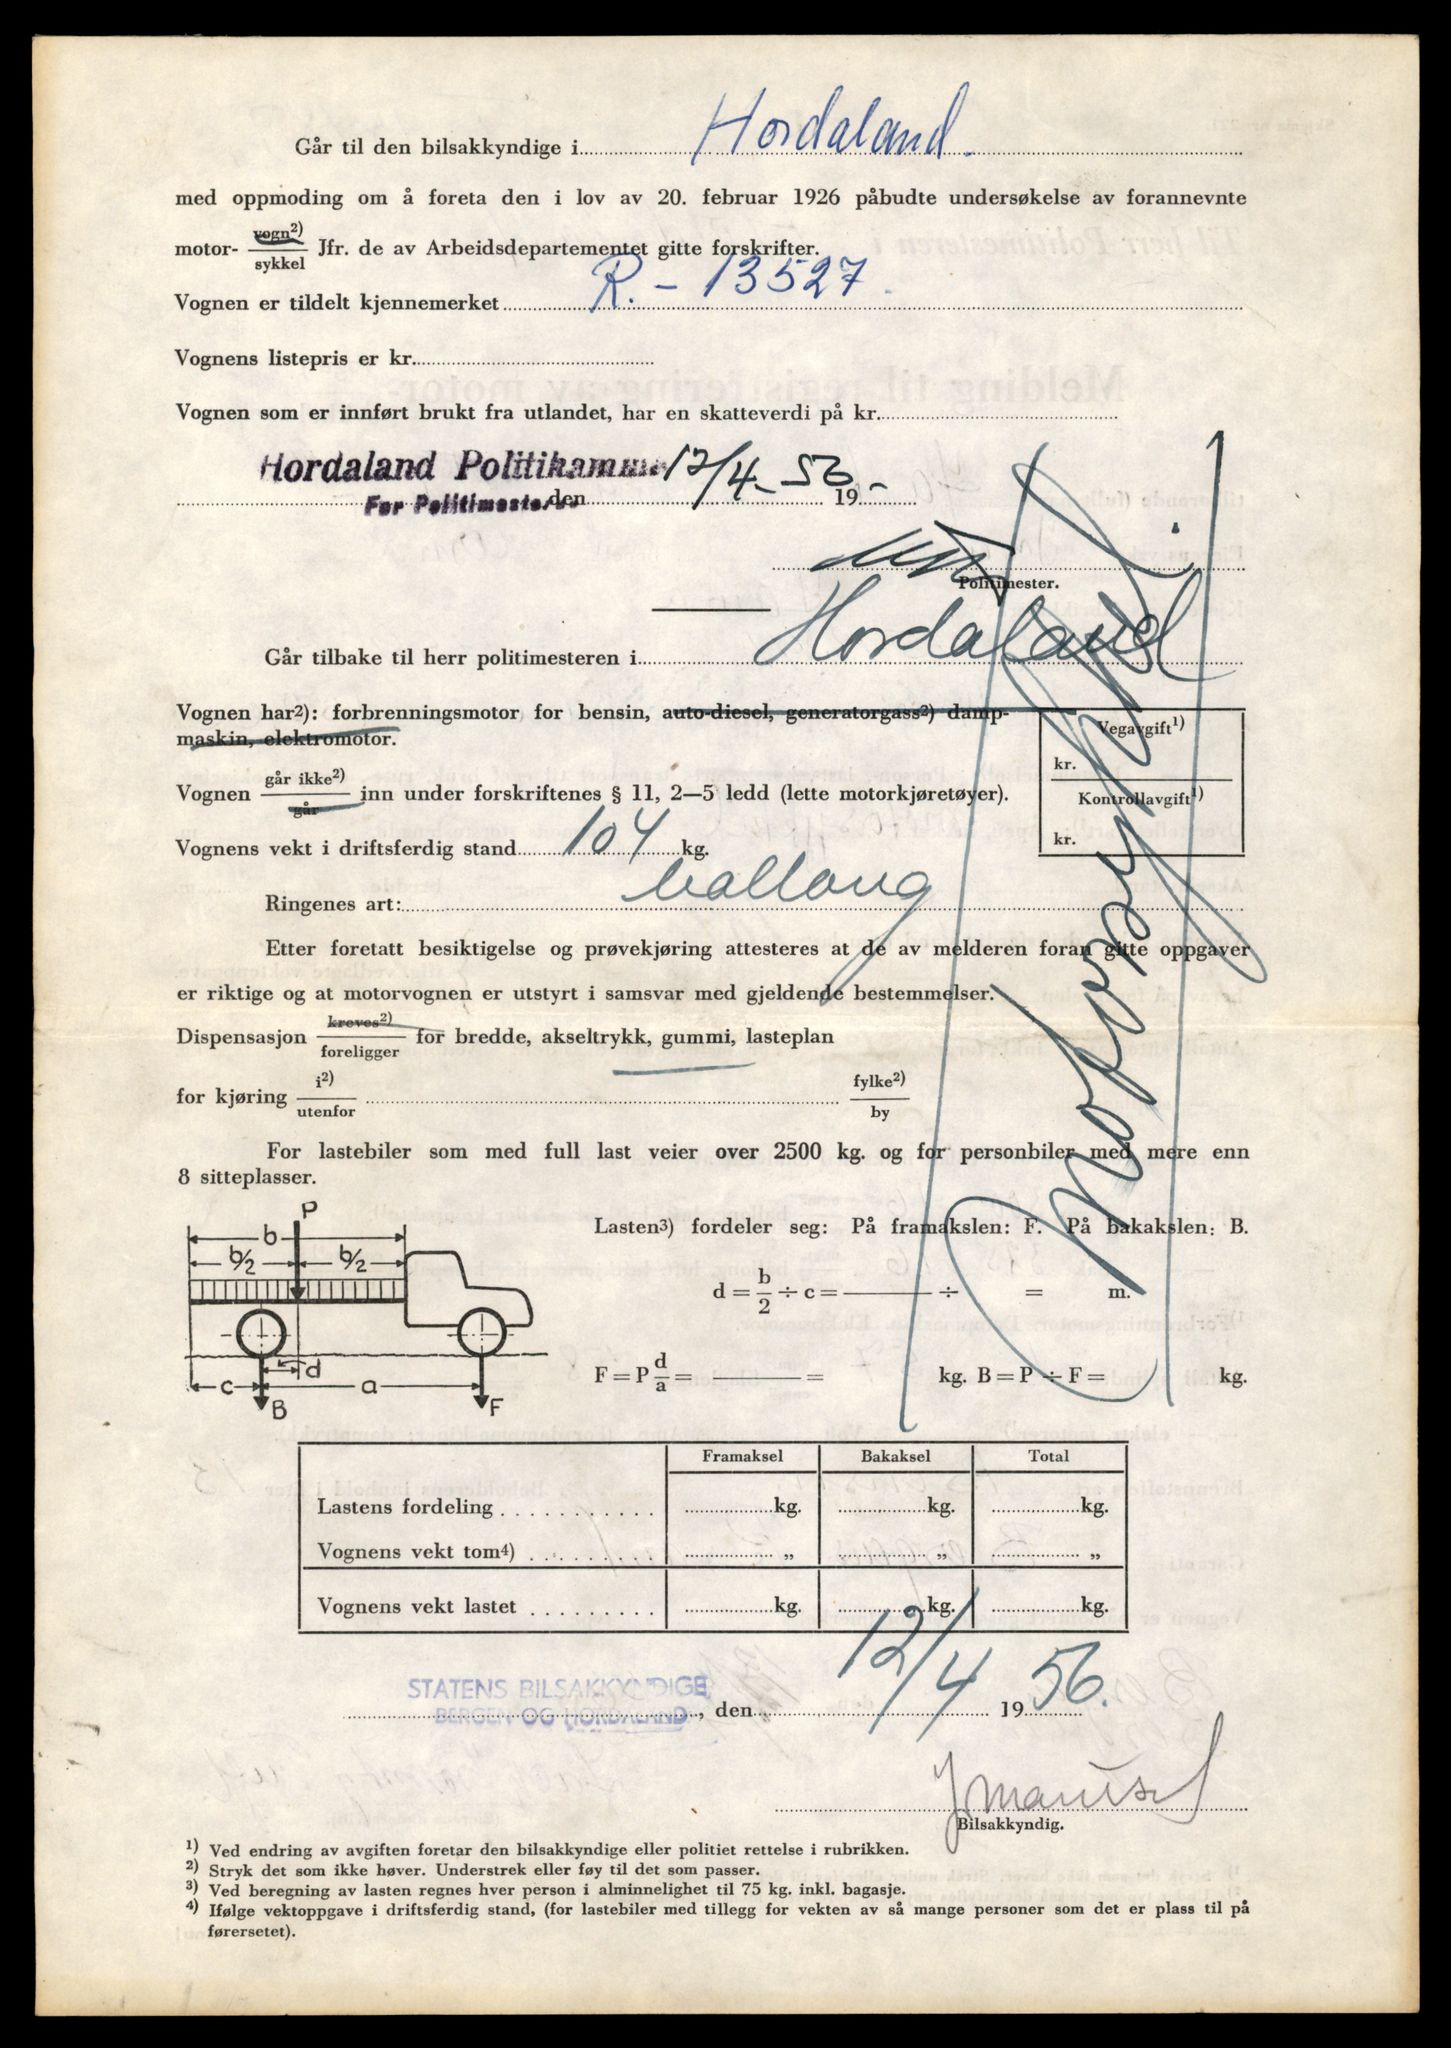 Går til den bilsakkyndige i Hordaland.
med oppmoding om å foreta den i lov av 20. februar 1926 påbudte undersøkelse av forannevnte
motor- vogn²)/sykkel Jfr. de av Arbeidsdepartementet gitte forskrifter.
Vognen er tildelt kjennemerket R. - 13527.
Vognens listepris er kr.
Vognen som er innført brukt fra utlandet, har en skatteverdi på kr.
Hordaland Politikamme 12/4-56-
For Politimesteren den 19
Politimester.
Går tilbake til herr politimesteren i Hordaland
Vognen har²): forbrenningsmotor for bensin, auto-diesel, generatorgass²) damp-
maskin, elektromotor.
Vegavgift¹)
kr.
Kontrollavgift¹)
kr.
Vognen går ikke²)/går inn under forskriftenes § 11, 2—5 ledd (lette motorkjøretøyer).
Vognens vekt i driftsferdig stand 104 kg.
Ringenes art: ballong
Motorsykkel
Etter foretatt besiktigelse og prøvekjøring attesteres at de av melderen foran gitte oppgaver
er riktige og at motorvognen er utstyrt i samsvar med gjeldende bestemmelser.
Dispensasjon kreves²)/foreligger for bredde, akseltrykk, gummi, lasteplan
for kjøring i²)/utenfor fylke²)/by
For lastebiler som med full last veier over 2500 kg. og for personbiler med mere enn
8 sitteplasser.
P
b
b/2 b/2
d
c a
B F
Lasten³) fordeler seg: På framakslen: F. På bakakslen: B.
d = b/2 ÷ c = ÷ = m.
F = P d/a = = kg. B = P ÷ F = kg.
Framaksel Bakaksel Total
Lastens fordeling kg. kg. kg.
Vognens vekt tom⁴) „ „ „
Vognens vekt lastet kg. kg. kg.
STATENS BILSAKKYNDIGE
BERGEN OG HORDALAND, den 12/4 1956.
Bilsakkyndig.
¹) Ved endring av avgiften foretar den bilsakkyndige eller politiet rettelse i rubrikken.
²) Stryk det som ikke høver. Understrek eller føy til det som passer.
³) Ved beregning av lasten regnes hver person i alminnelighet til 75 kg. inkl. bagasje.
⁴) Ifølge vektoppgave i driftsferdig stand, (for lastebiler med tillegg for vekten av så mange personer som det er plass til på
førersetet).